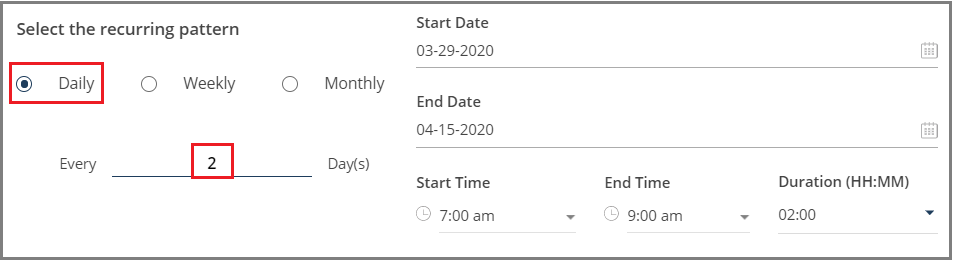 Select the recurring pattern
Daily Weekly Monthly
Every 2 Day(s)
Start Date
03-29-2020
End Date
04-15-2020
Start Time End Time Duration (HH:MM)
7:00 am 9:00 am 02:00